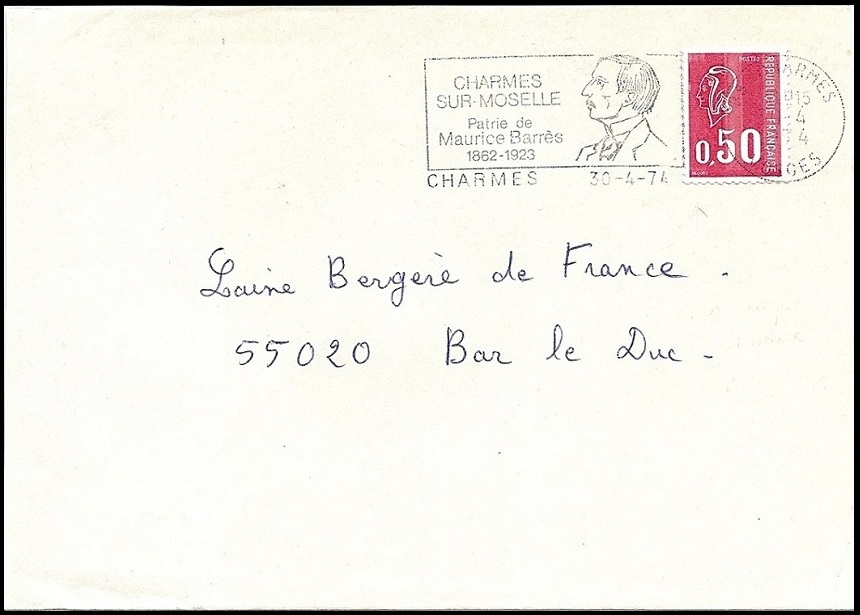 CHARMES
SUR-MOSELLE
Patrie de
Maurice Barrès
1862-1923
CHARMES 30-4-74
POSTES
RÉPUBLIQUE FRANÇAISE
0,50
Laine Bergère de France .
55020 Bar le Duc -